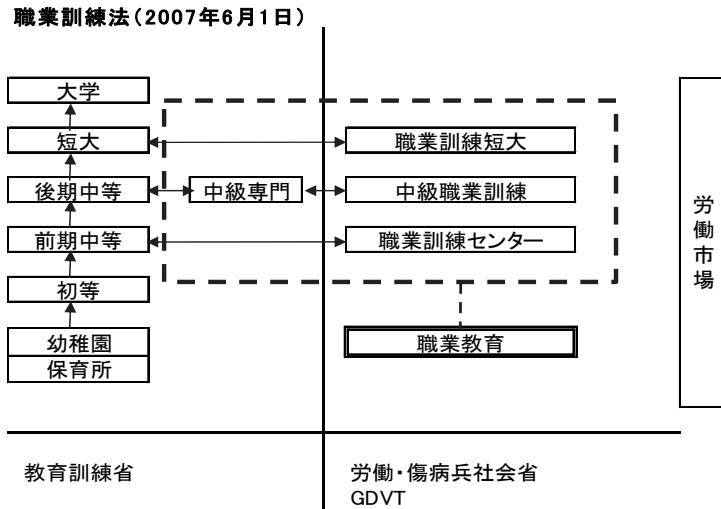 職業訓練法（2007年6月1日）
大学
短大
職業訓練短大
後期中等
中級専門
中級職業訓練
前期中等
職業訓練センター
初等
幼稚園
保育所
職業教育
労働市場
教育訓練省
労働・傷病兵社会省
GDVT